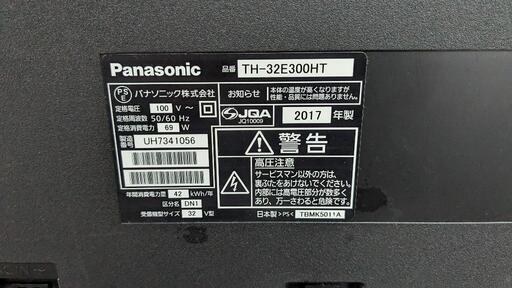 Panasonic
品番 TH-32E300HT
PS
E
パナソニック株式会社
定格電圧 100 V～
定格周波数 50/60 Hz
定格消費電力 69 W
製造番号 UH7341056
年間消費電力量 42 kWh/年
区分名 DN1
受信機型サイズ 32 V型
お知らせ
本体の温度が高くなりますが
性能・品質には問題ありません
JQA
JQ10009
2017 年製
警告
高圧注意
サービスマン以外の方は、
裏ぶたをあけないでください。
内部には高電圧部分が数多く
あり、万一さわると危険です。
日本製 >PS< TBMK5011A